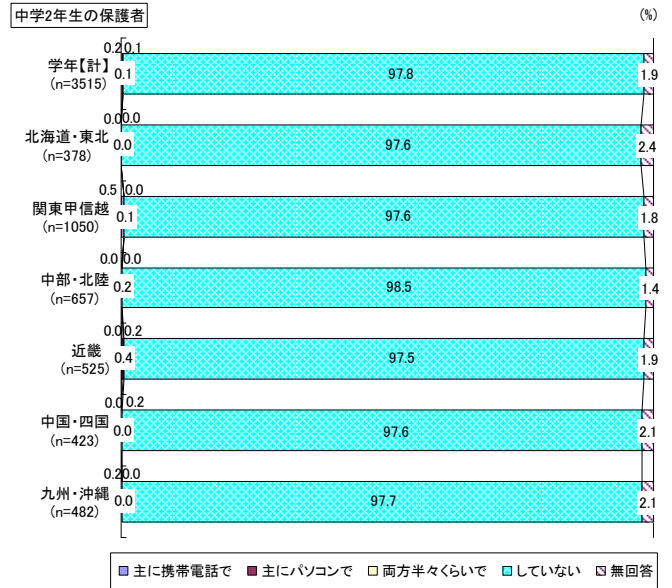 中学2年生の保護者
(%)
0.2 0.1
学年【計】
(n=3515)
0.1 97.8 1.9
0.0 0.0
北海道・東北
(n=378)
0.0 97.6 2.4
0.5 0.0
関東甲信越
(n=1050)
0.1 97.6 1.8
0.0 0.0
中部・北陸
(n=657)
0.2 98.5 1.4
0.0 0.2
近畿
(n=525)
0.4 97.5 1.9
0.0 0.2
中国・四国
(n=423)
0.0 97.6 2.1
0.2 0.0
九州・沖縄
(n=482)
0.0 97.7 2.1
主に携帯電話で 主にパソコンで 両方半々くらいで していない 無回答